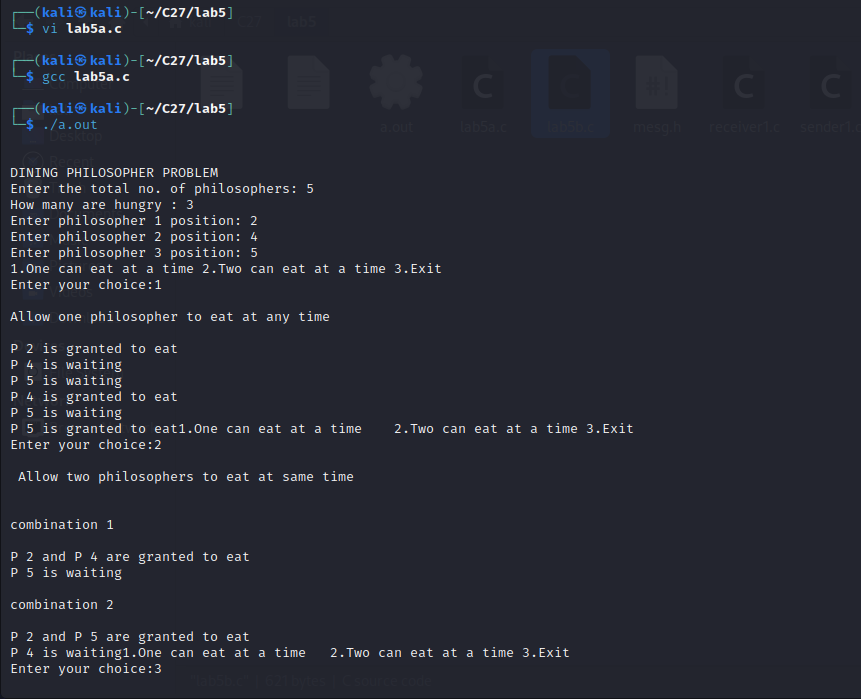 ┌──(kali㉿kali)-[~/C27/lab5]
└─$ vi lab5a.c
┌──(kali㉿kali)-[~/C27/lab5]
└─$ gcc lab5a.c
┌──(kali㉿kali)-[~/C27/lab5]
└─$ ./a.out
DINING PHILOSOPHER PROBLEM
Enter the total no. of philosophers: 5
How many are hungry : 3
Enter philosopher 1 position: 2
Enter philosopher 2 position: 4
Enter philosopher 3 position: 5
1.One can eat at a time 2.Two can eat at a time 3.Exit
Enter your choice:1
Allow one philosopher to eat at any time
P 2 is granted to eat
P 4 is waiting
P 5 is waiting
P 4 is granted to eat
P 5 is waiting
P 5 is granted to eat1.One can eat at a time    2.Two can eat at a time 3.Exit
Enter your choice:2
Allow two philosophers to eat at same time
combination 1
P 2 and P 4 are granted to eat
P 5 is waiting
combination 2
P 2 and P 5 are granted to eat
P 4 is waiting1.One can eat at a time   2.Two can eat at a time 3.Exit
Enter your choice:3
a.out
mesg.h
receiver1.c
Desktop
Recent